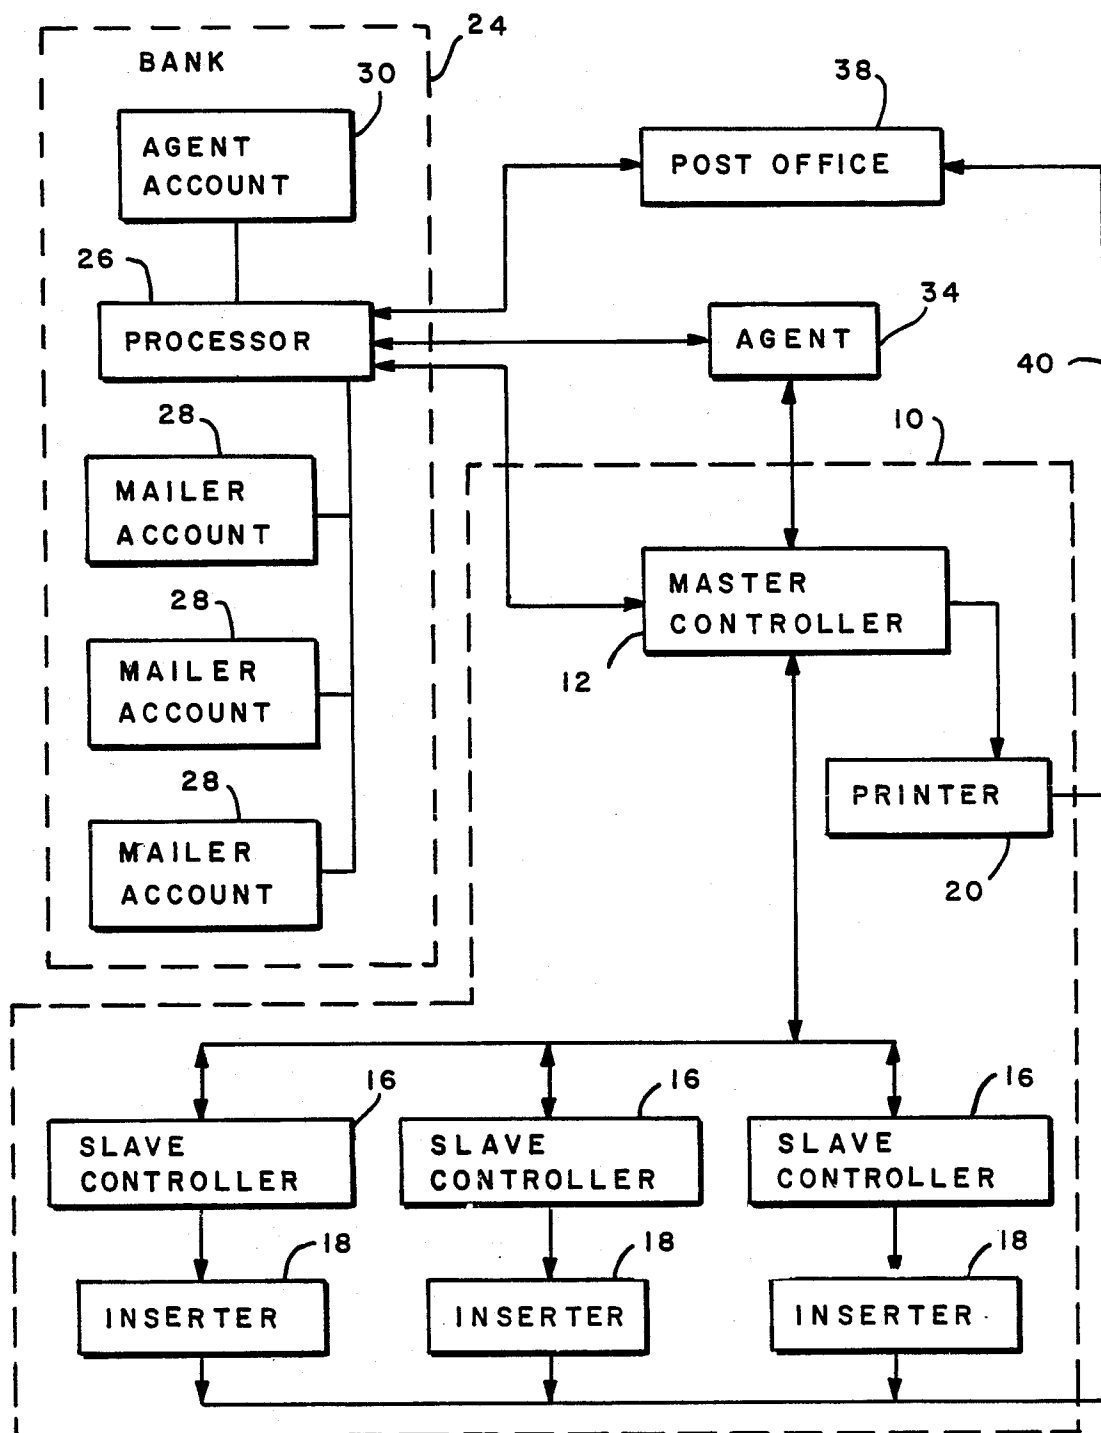 24
BANK
30
38
AGENT
ACCOUNT
POST OFFICE
26
34
PROCESSOR
AGENT
40
28
10
MAILER
ACCOUNT
MASTER
CONTROLLER
28
12
MAILER
ACCOUNT
28
PRINTER
MAILER
ACCOUNT
20
16
16
16
SLAVE
CONTROLLER
SLAVE
CONTROLLER
SLAVE
CONTROLLER
18
18
18
INSERTER
INSERTER
INSERTER